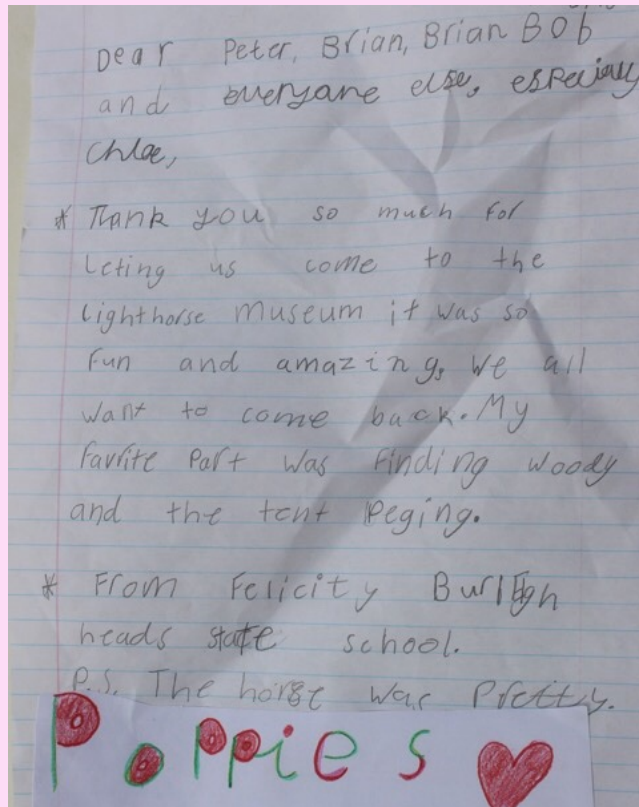 Dear Peter, Brian, Brian Bob
and everyone else, especially
Chloe,
* Thank you so much for
leting us come to the
lighthorse museum it was so
fun and amazing, we all
want to come back. My
favrite part was finding woody
and the tent peging.
* From Felicity Burleigh
heads state school.
P.S. The horse was pretty.
Poppies